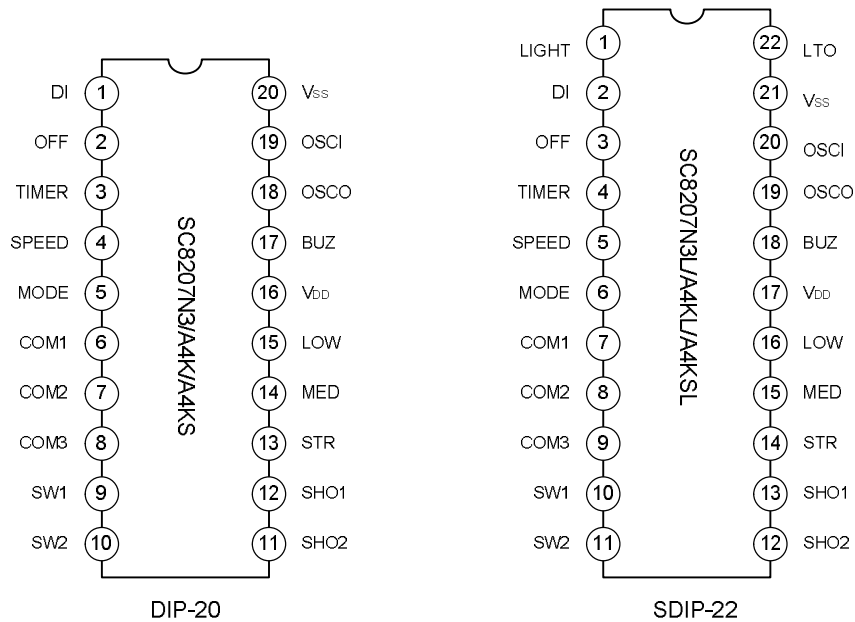 DI 1 20 VSS
OFF 2 19 OSCI
TIMER 3 18 OSCO
SPEED 4 17 BUZ
MODE 5 16 VDD
COM1 6 15 LOW
COM2 7 14 MED
COM3 8 13 STR
SW1 9 12 SHO1
SW2 10 11 SHO2
SC8207N3/A4K/A4KS
DIP-20
LIGHT 1 22 LTO
DI 2 21 VSS
OFF 3 20 OSCI
TIMER 4 19 OSCO
SPEED 5 18 BUZ
MODE 6 17 VDD
COM1 7 16 LOW
COM2 8 15 MED
COM3 9 14 STR
SW1 10 13 SHO1
SW2 11 12 SHO2
SC8207N3L/A4KL/A4KSL
SDIP-22